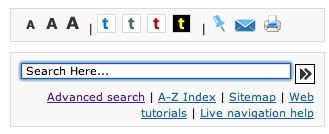 A A A | t t t t |
Search Here...
Advanced search | A-Z Index | Sitemap | Web
tutorials | Live navigation help